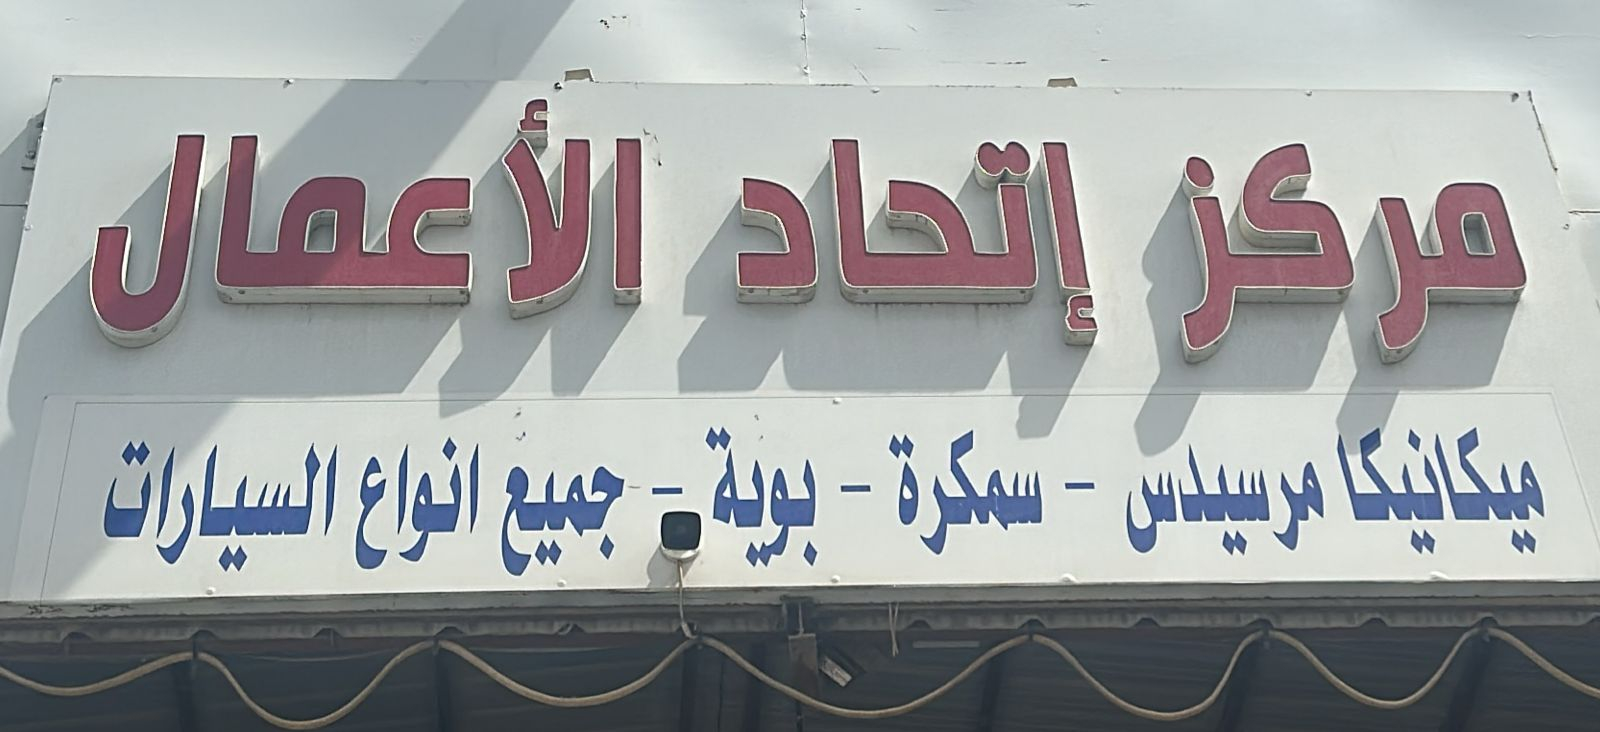 مركز إتحاد الأعمال
ميكانيكا مرسيدس - سمكرة - بوية - جميع انواع السيارات